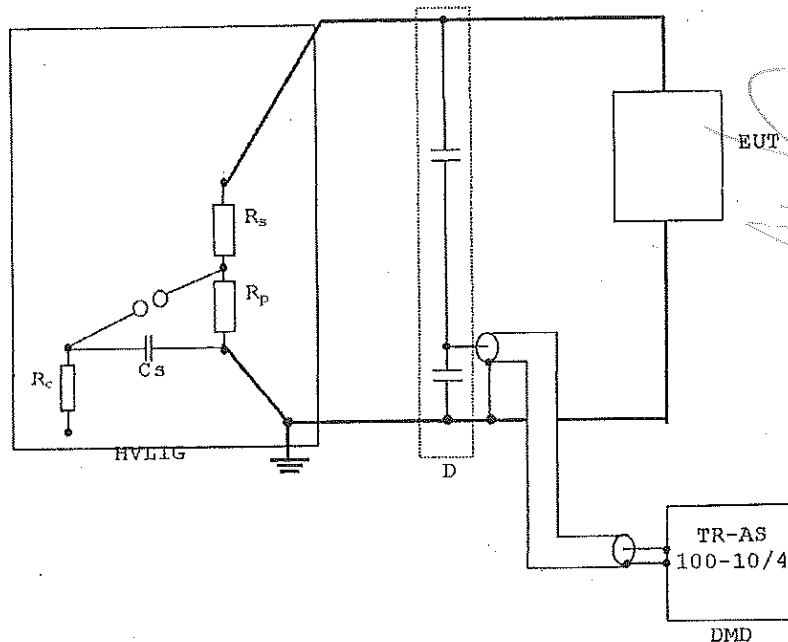 EUT
Rs
Rp
Cs
Rc
HVLIG
D
TR-AS
100-10/4
DMD